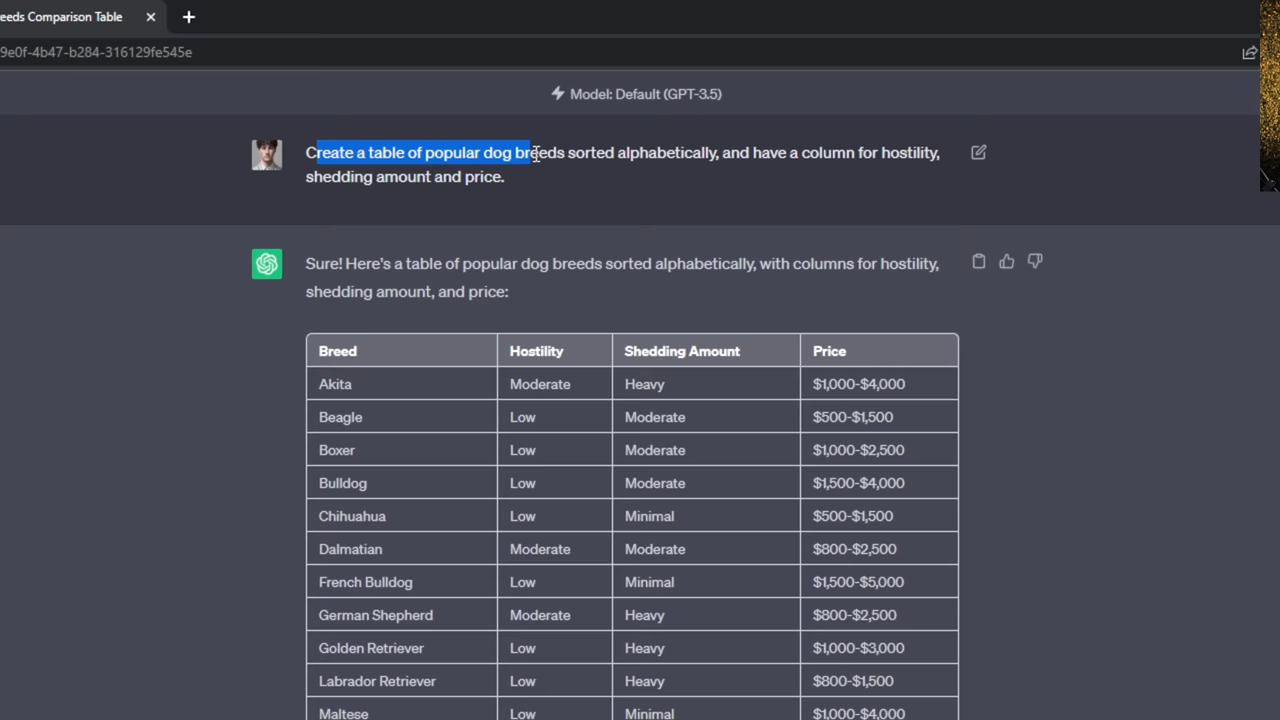 eeds Comparison Table
9e0f-4b47-b284-316129fe545e
Model: Default (GPT-3.5)
Create a table of popular dog breeds sorted alphabetically, and have a column for hostility,
shedding amount and price.
Sure! Here's a table of popular dog breeds sorted alphabetically, with columns for hostility,
shedding amount, and price:
Breed Hostility Shedding Amount Price
Akita Moderate Heavy $1,000-$4,000
Beagle Low Moderate $500-$1,500
Boxer Low Moderate $1,000-$2,500
Bulldog Low Moderate $1,500-$4,000
Chihuahua Low Minimal $500-$1,500
Dalmatian Moderate Moderate $800-$2,500
French Bulldog Low Minimal $1,500-$5,000
German Shepherd Moderate Heavy $800-$2,500
Golden Retriever Low Heavy $1,000-$3,000
Labrador Retriever Low Heavy $800-$1,500
Maltese Low Minimal $1,000-$4,000